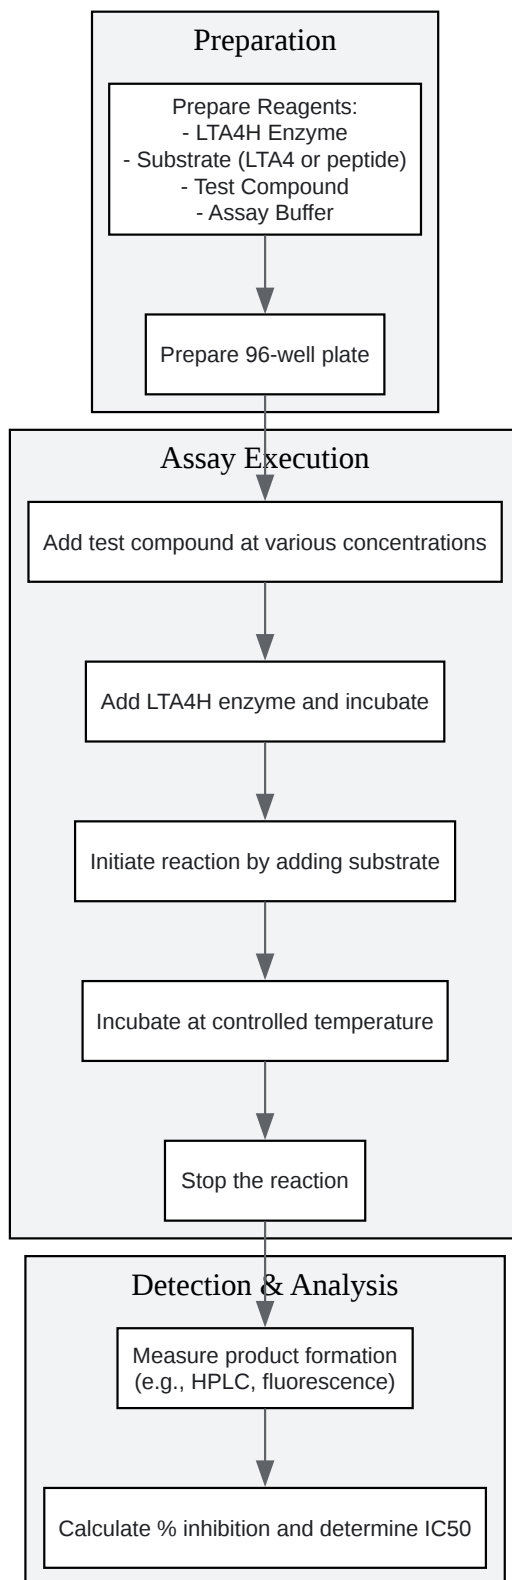 Preparation
Prepare Reagents:
- LTA4H Enzyme
- Substrate (LTA4 or peptide)
- Test Compound
- Assay Buffer
Prepare 96-well plate
Assay Execution
Add test compound at various concentrations
Add LTA4H enzyme and incubate
Initiate reaction by adding substrate
Incubate at controlled temperature
Stop the reaction
Detection & Analysis
Measure product formation
(e.g., HPLC, fluorescence)
Calculate % inhibition and determine IC50